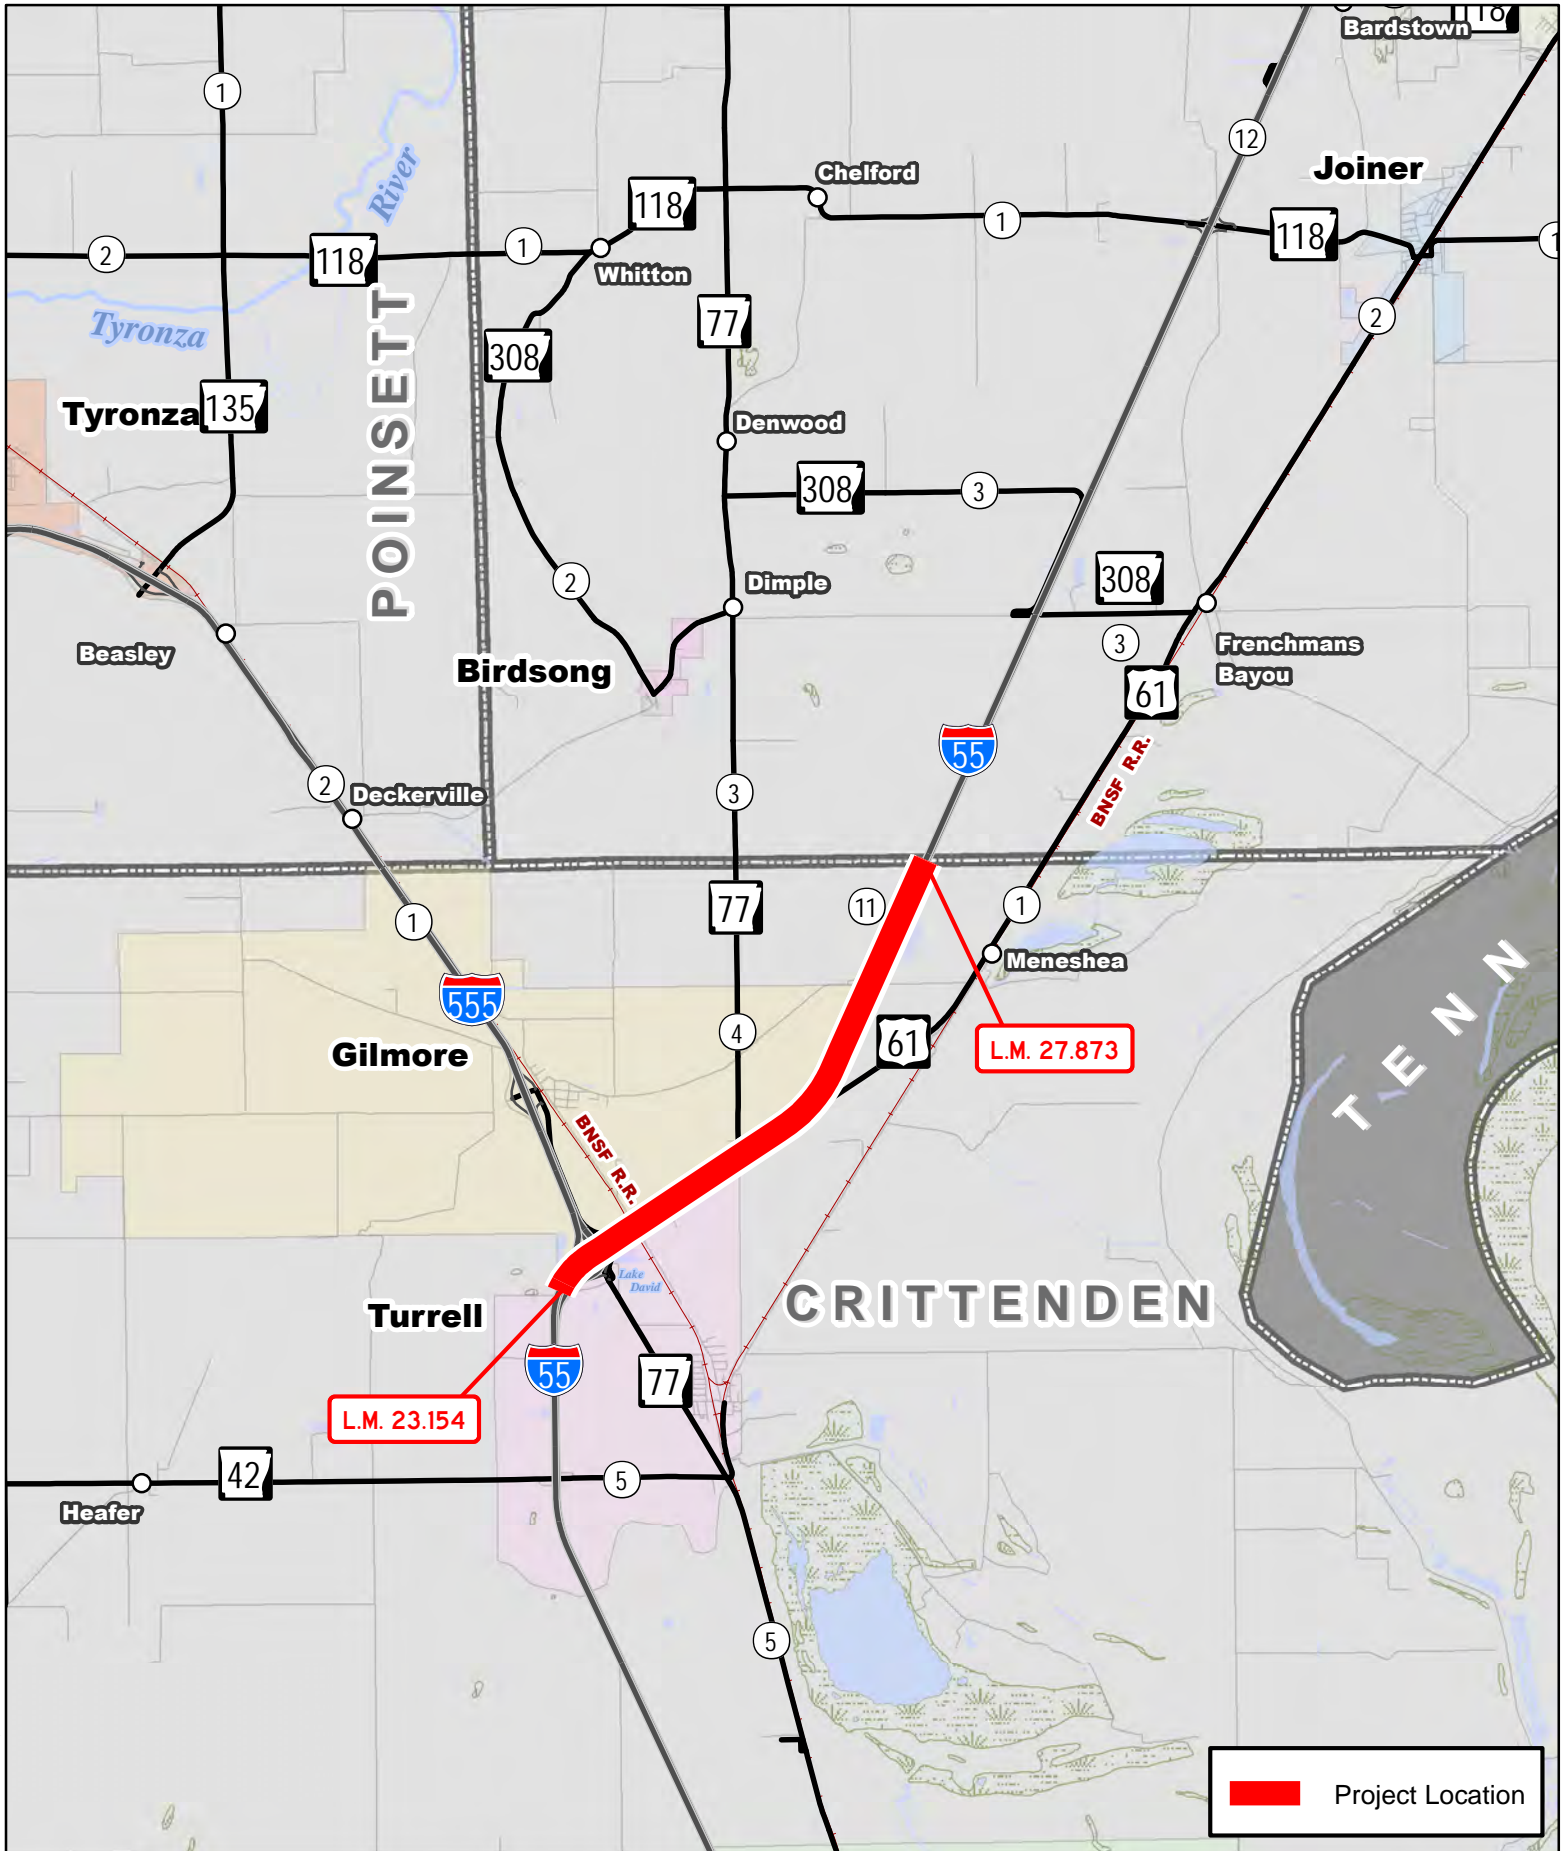 Bardstown
118
1
12
River
Joiner
Chelford
118
1
118
1
2
118
1
Whitton
Tyronza
77
2
308
POINSETT
Tyronza
135
Denwood
308
3
2
Dimple
308
3
Beasley
Birdsong
Frenchmans
Bayou
61
55
BNSF R.R.
2
Deckerville
3
77
11
1
1
Meneshea
TENN
555
4
61
L.M. 27.873
Gilmore
BNSF R.R.
Lake
David
CRITTENDEN
Turrell
55
77
L.M. 23.154
42
5
Heafer
5
Project Location